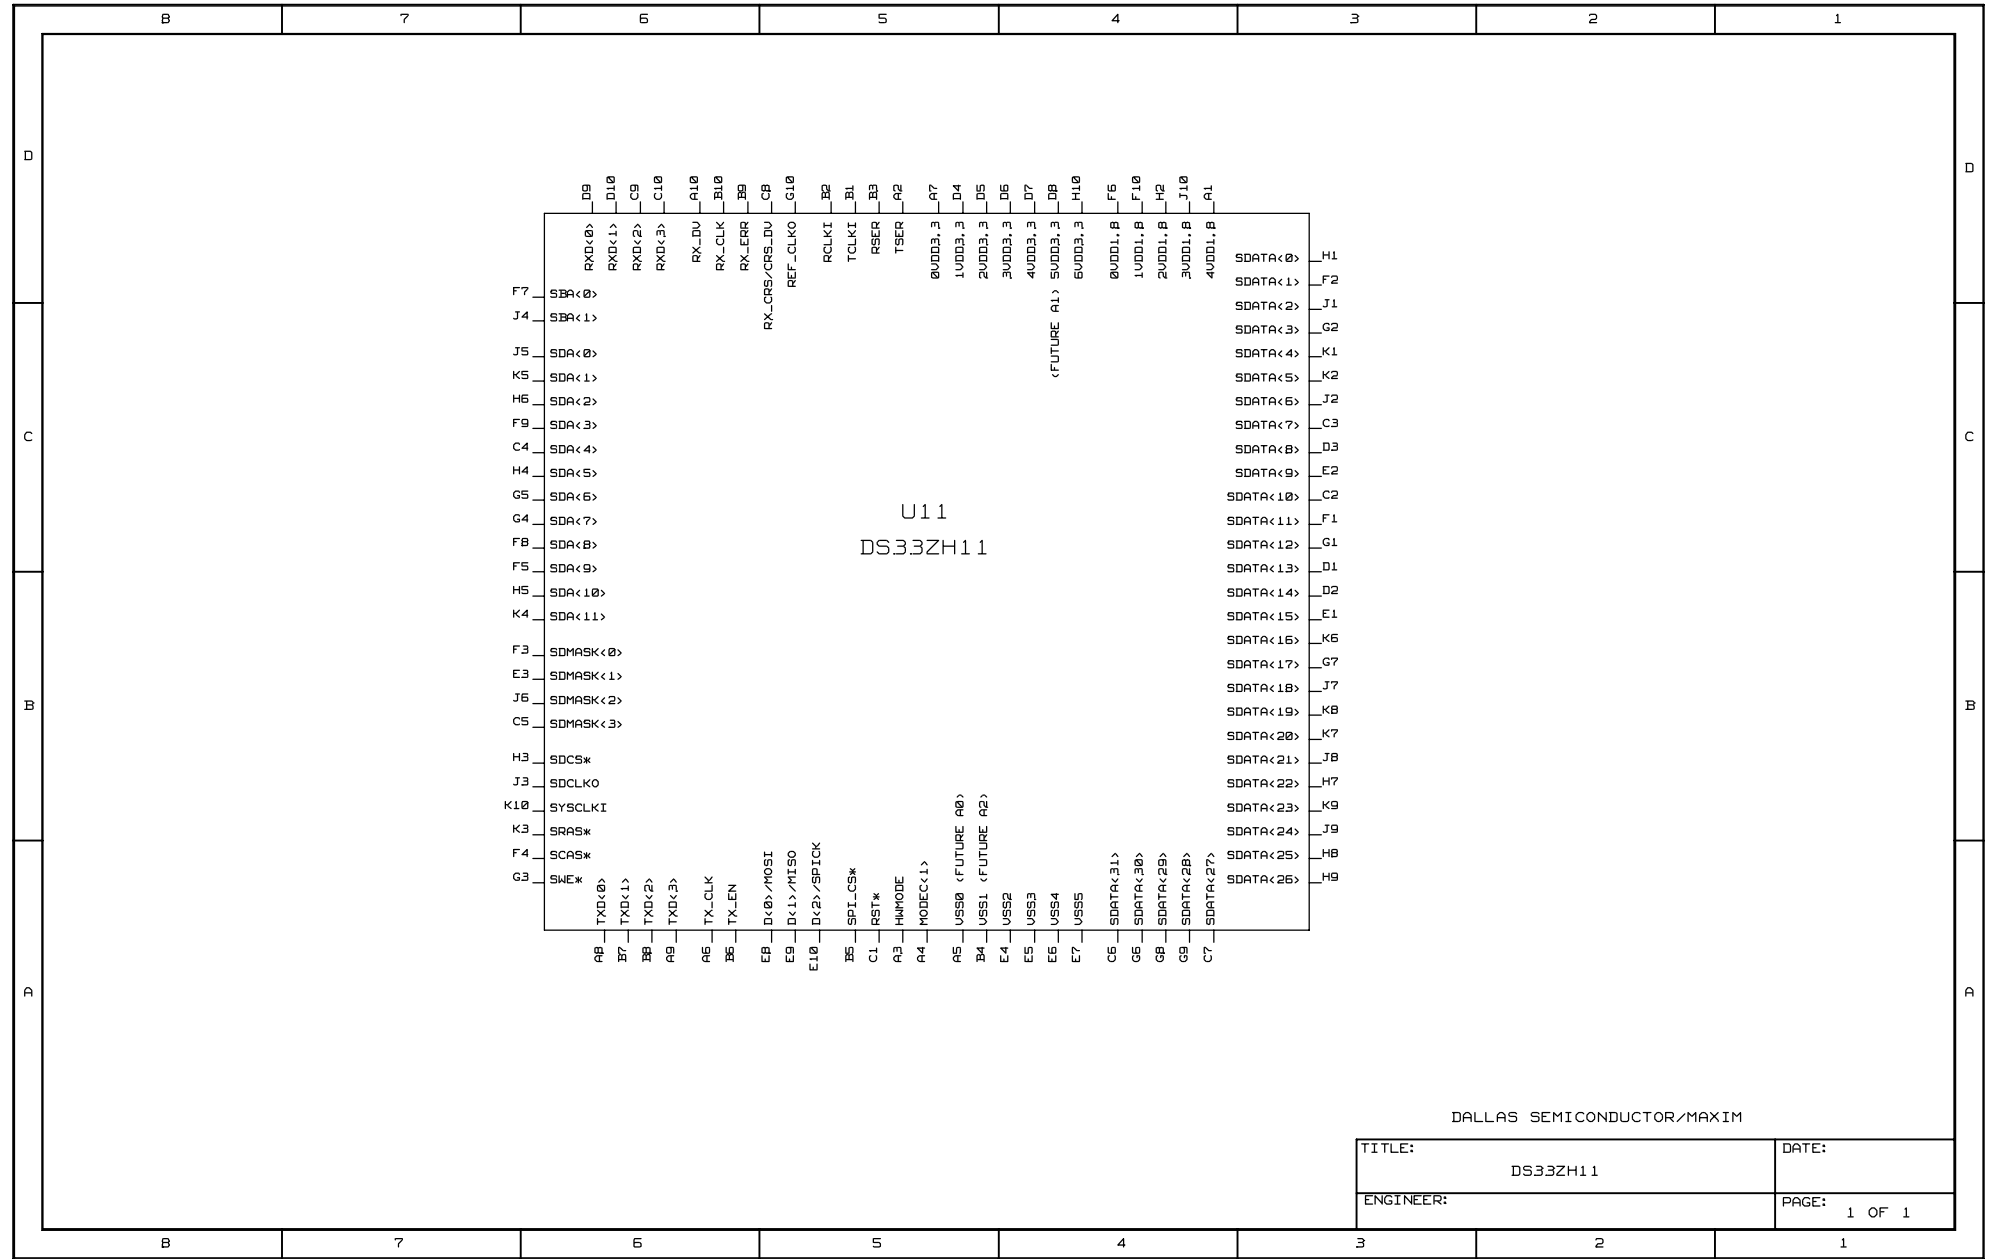 8 7 6 5 4 3 2 1
D D
C C
B B
A A
D9 D10 C9 C10 A10 B10 B9 C8 G10 B2 B1 B3 A2 A7 D4 D5 D6 D7 D8 H10 F6 F10 H2 J10 A1
RXD<0>
RXD<1>
RXD<2>
RXD<3>
RX_DV
RX_CLK
RX_ERR
RX_CRS/CRS_DV
REF_CLKO
RCLKI
TCLKI
RSER
TSER
0VDD3.3
1VDD3.3
2VDD3.3
3VDD3.3
4VDD3.3
<FUTURE A1> 5VDD3.3
6VDD3.3
0VDD1.8
1VDD1.8
2VDD1.8
3VDD1.8
4VDD1.8
F7 SBA<0>
J4 SBA<1>
J5 SDA<0>
K5 SDA<1>
H6 SDA<2>
F9 SDA<3>
C4 SDA<4>
H4 SDA<5>
G5 SDA<6>
G4 SDA<7>
F8 SDA<8>
F5 SDA<9>
H5 SDA<10>
K4 SDA<11>
F3 SDMASK<0>
E3 SDMASK<1>
J6 SDMASK<2>
C5 SDMASK<3>
H3 SDCS*
J3 SDCLKO
K10 SYSCLKI
K3 SRAS*
F4 SCAS*
G3 SWE*
U11
DS33ZH11
SDATA<0> H1
SDATA<1> F2
SDATA<2> J1
SDATA<3> G2
SDATA<4> K1
SDATA<5> K2
SDATA<6> J2
SDATA<7> C3
SDATA<8> D3
SDATA<9> E2
SDATA<10> C2
SDATA<11> F1
SDATA<12> G1
SDATA<13> D1
SDATA<14> D2
SDATA<15> E1
SDATA<16> K6
SDATA<17> G7
SDATA<18> J7
SDATA<19> K8
SDATA<20> K7
SDATA<21> J8
SDATA<22> H7
SDATA<23> K9
SDATA<24> J9
SDATA<25> H8
SDATA<26> H9
TXD<0>
TXD<1>
TXD<2>
TXD<3>
TX_CLK
TX_EN
D<0>/MOSI
D<1>/MISO
D<2>/SPICK
SPI_CS*
RST*
HWMODE
MODEC<1>
VSS0 <FUTURE A0>
VSS1 <FUTURE A2>
VSS2
VSS3
VSS4
VSS5
SDATA<31>
SDATA<30>
SDATA<29>
SDATA<28>
SDATA<27>
A8 B7 B8 A9 A6 B6 E8 E9 E10 B5 C1 A3 A4 A5 B4 E4 E5 E6 E7 C6 G6 G8 G9 C7
DALLAS SEMICONDUCTOR/MAXIM
TITLE:
DS33ZH11
DATE:
ENGINEER:
PAGE:
1 OF 1
8 7 6 5 4 3 2 1